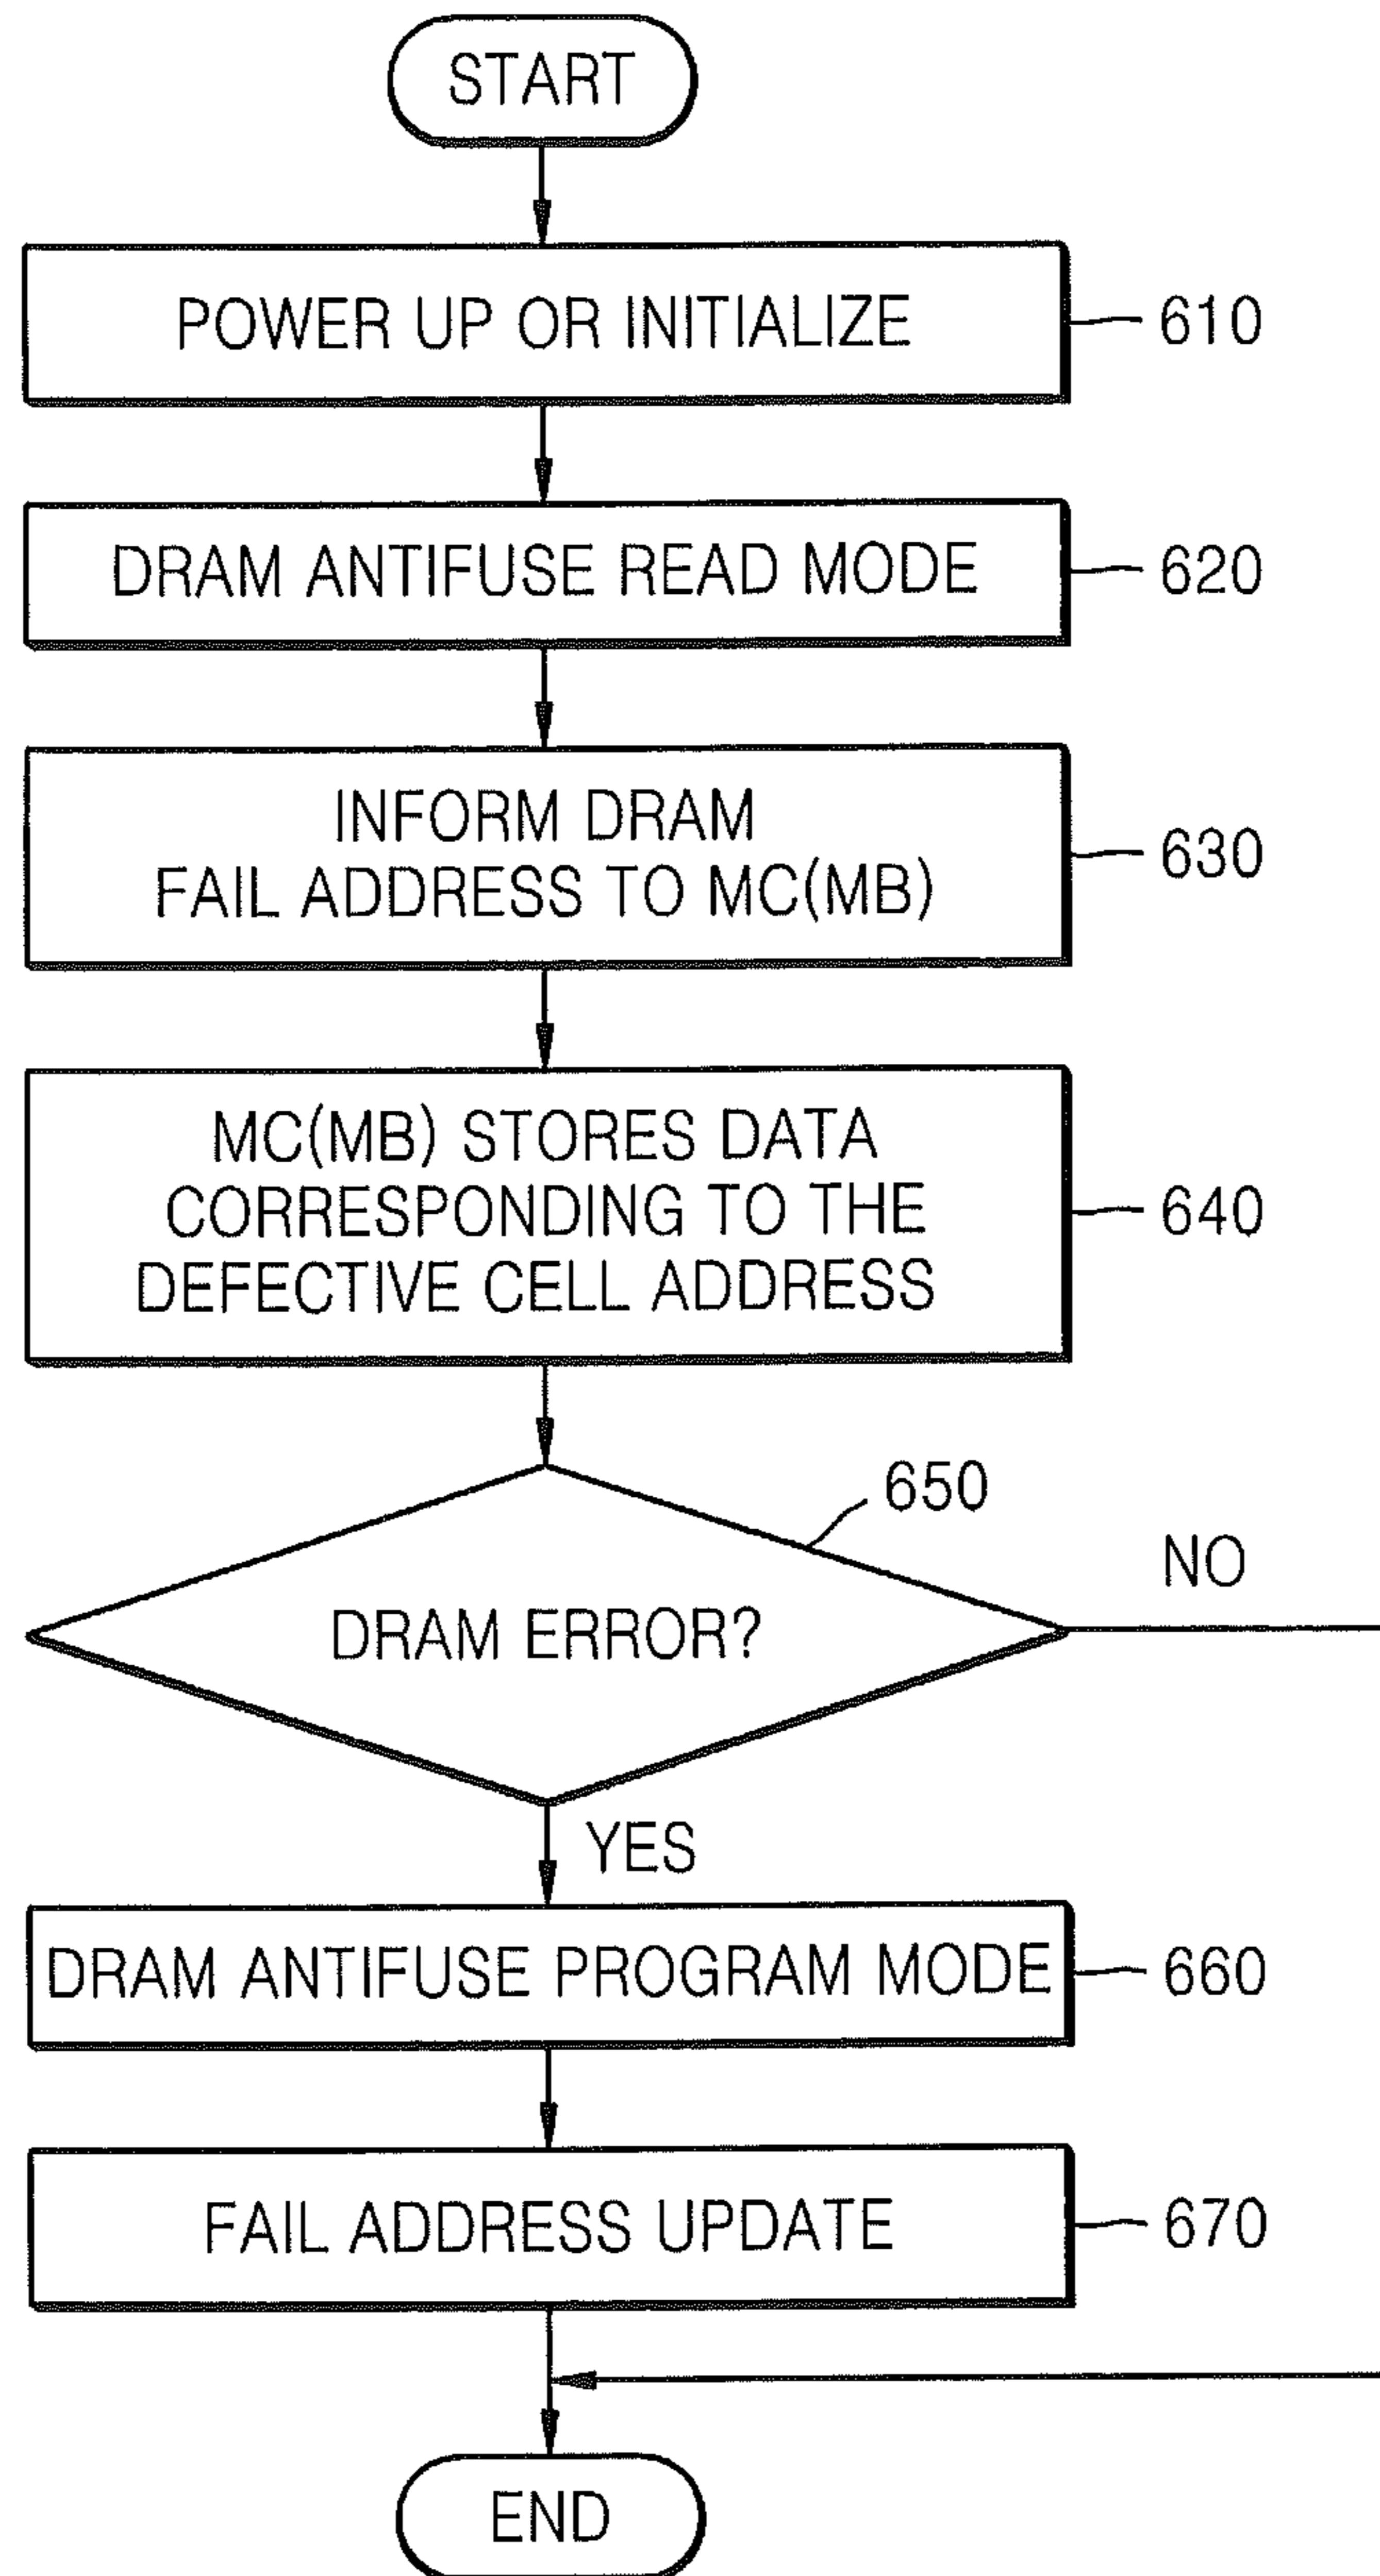 START
POWER UP OR INITIALIZE
610
DRAM ANTIFUSE READ MODE
620
INFORM DRAM
FAIL ADDRESS TO MC(MB)
630
MC(MB) STORES DATA
CORRESPONDING TO THE
DEFECTIVE CELL ADDRESS
640
650
NO
DRAM ERROR?
YES
DRAM ANTIFUSE PROGRAM MODE
660
FAIL ADDRESS UPDATE
670
END